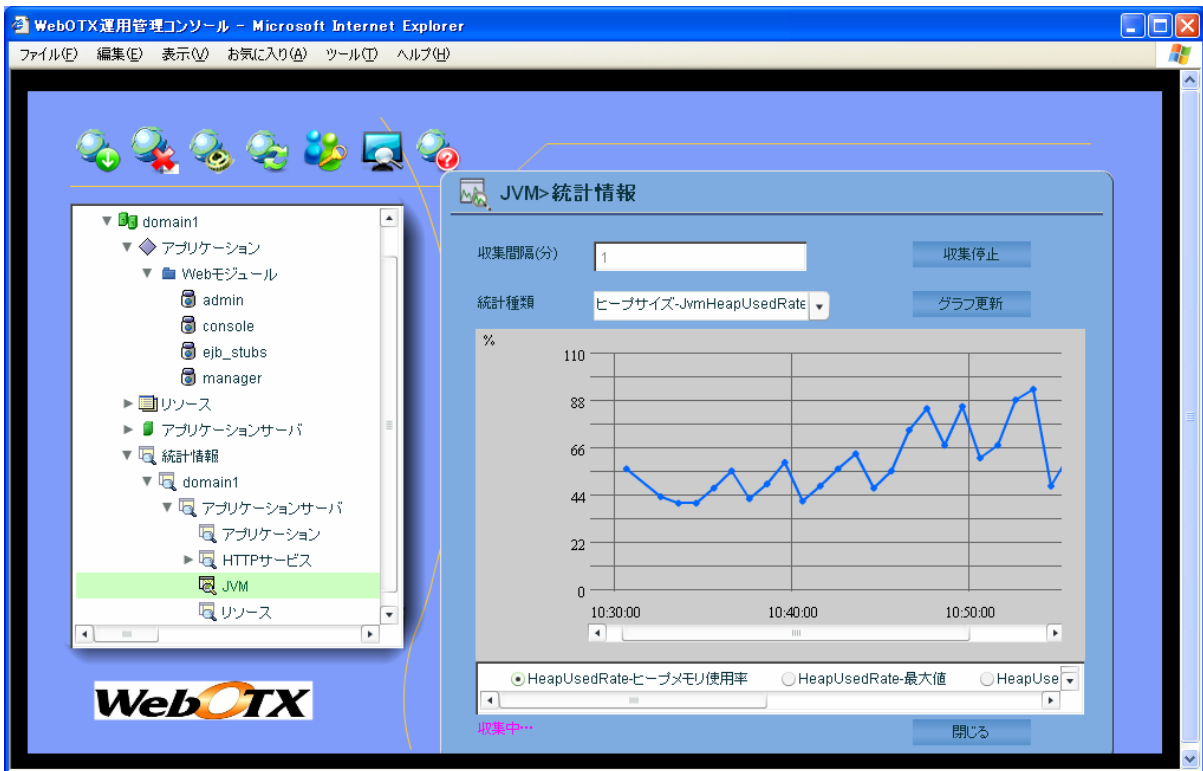 WebOTX運用管理コンソール - Microsoft Internet Explorer
ファイル(F) 編集(E) 表示(V) お気に入り(A) ツール(T) ヘルプ(H)
domain1
アプリケーション
Webモジュール
admin
console
ejb_stubs
manager
リソース
アプリケーションサーバ
統計情報
domain1
アプリケーションサーバ
アプリケーション
HTTPサービス
JVM
リソース
WebOTX
JVM>統計情報
収集間隔(分) 1 収集停止
統計種類 ヒープサイズ-JvmHeapUsedRate グラフ更新
%
110
88
66
44
22
0
10:30:00 10:40:00 10:50:00
HeapUsedRate-ヒープメモリ使用率 HeapUsedRate-最大値 HeapUse
収集中…
閉じる